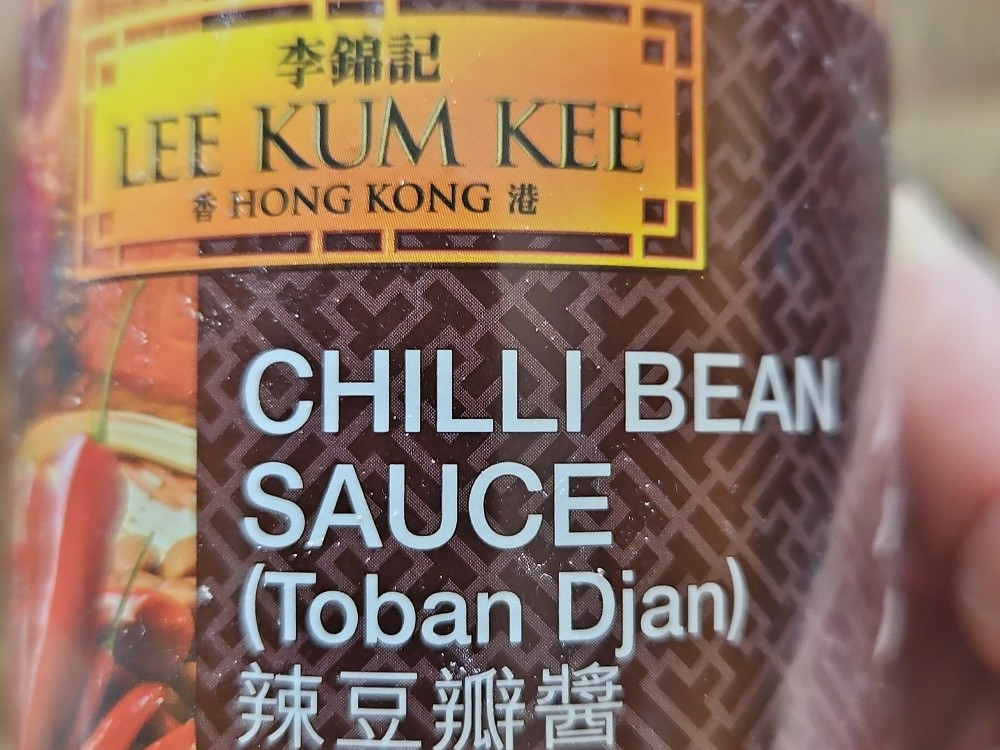 李錦記
LEE KUM KEE
香 HONG KONG 港
CHILLI BEAN
SAUCE
(Toban Djan)
辣豆瓣醬